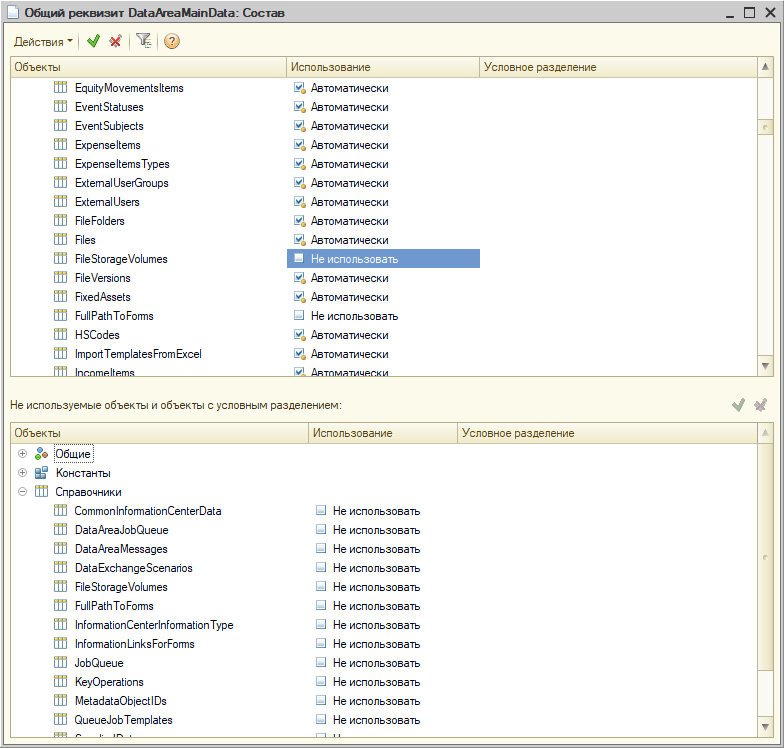 Общий реквизит DataAreaMainData: Состав
Действия
Объекты Использование Условное разделение
EquityMovementsItems Автоматически
EventStatuses Автоматически
EventSubjects Автоматически
ExpenseItems Автоматически
ExpenseItemsTypes Автоматически
ExternalUserGroups Автоматически
ExternalUsers Автоматически
FileFolders Автоматически
Files Автоматически
FileStorageVolumes Не использовать
FileVersions Автоматически
FixedAssets Автоматически
FullPathToForms Не использовать
HSCodes Автоматически
ImportTemplatesFromExcel Автоматически
IncomeItems Автоматически
Не используемые объекты и объекты с условным разделением:
Объекты Использование Условное разделение
Общие
Константы
Справочники
CommonInformationCenterData Не использовать
DataAreaJobQueue Не использовать
DataAreaMessages Не использовать
DataExchangeScenarios Не использовать
FileStorageVolumes Не использовать
FullPathToForms Не использовать
InformationCenterInformationType Не использовать
InformationLinksForForms Не использовать
JobQueue Не использовать
KeyOperations Не использовать
MetadataObjectIDs Не использовать
QueueJobTemplates Не использовать